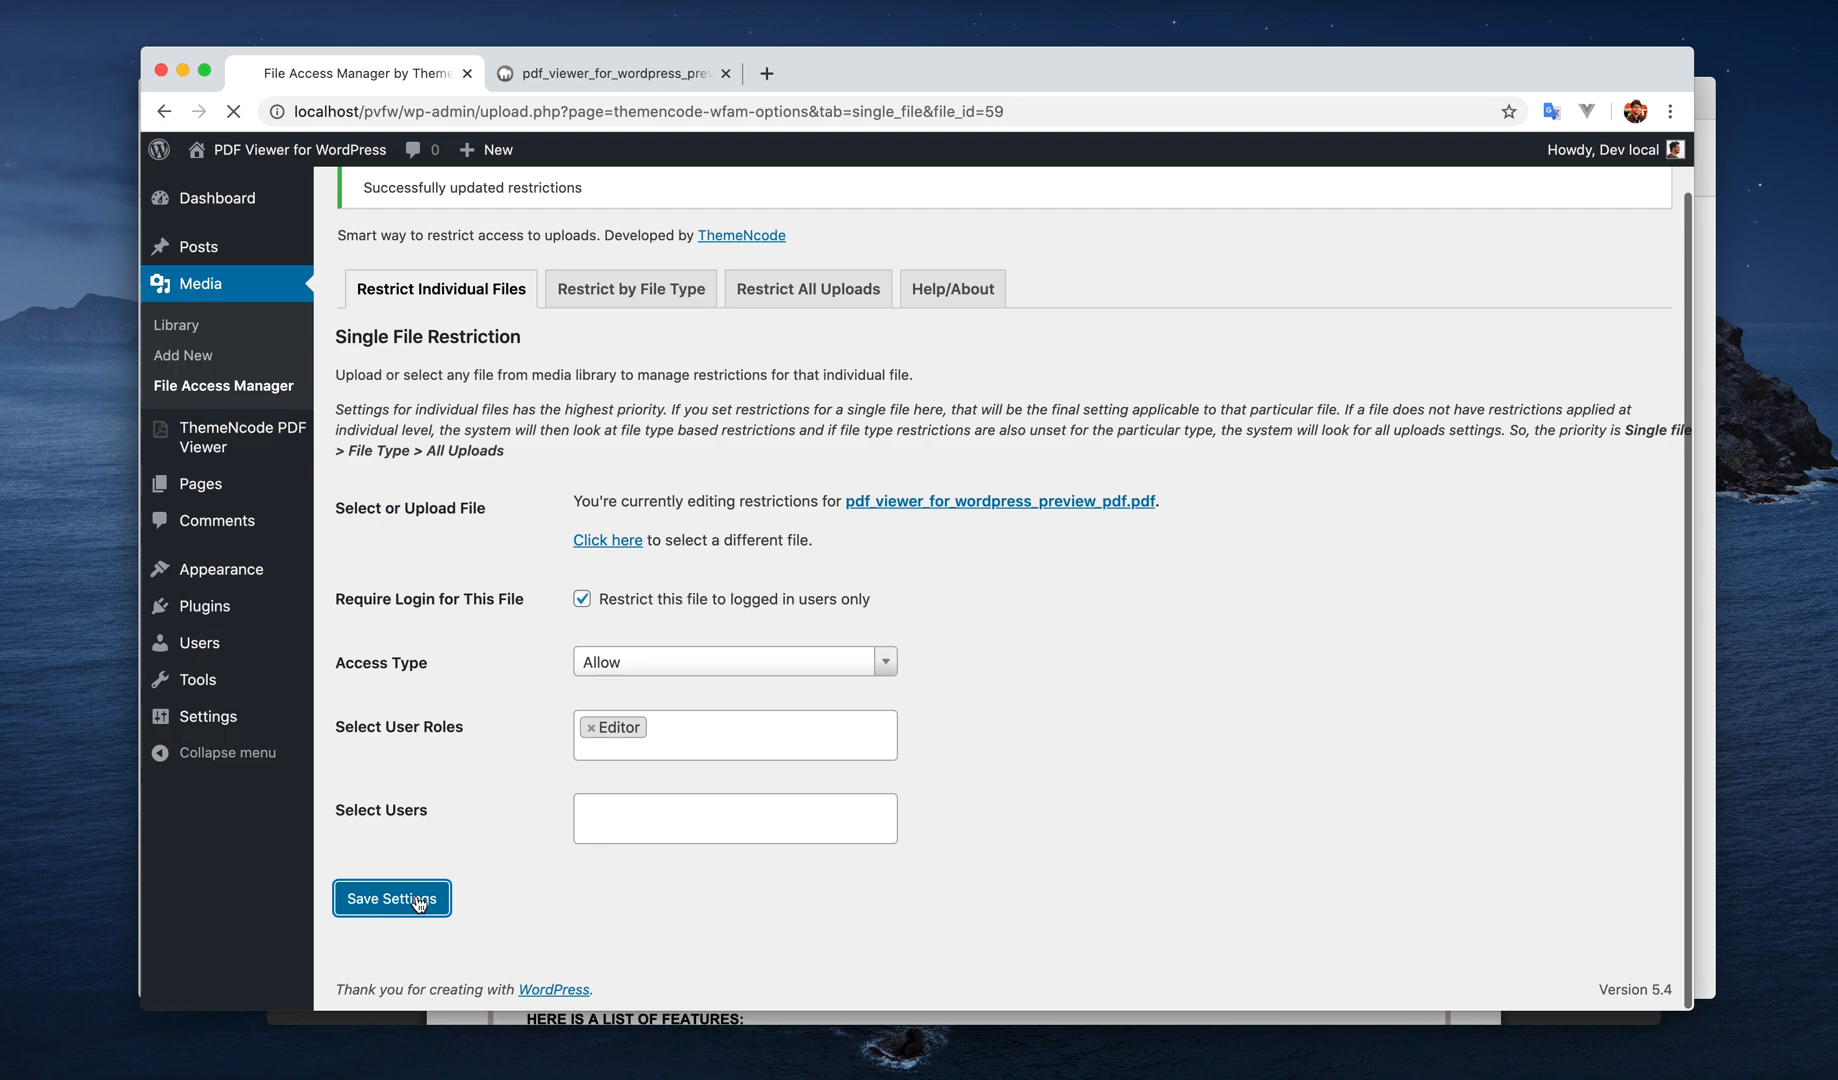 File Access Manager by Theme
pdf_viewer_for_wordpress_prev
localhost/pvfw/wp-admin/upload.php?page=themencode-wfam-options&tab=single_file&file_id=59
PDF Viewer for WordPress 0 + New
Howdy, Dev local
Dashboard
Posts
Media
Library
Add New
File Access Manager
ThemeNcode PDF
Viewer
Pages
Comments
Appearance
Plugins
Users
Tools
Settings
Collapse menu
Successfully updated restrictions
Smart way to restrict access to uploads. Developed by ThemeNcode
Restrict Individual Files
Restrict by File Type
Restrict All Uploads
Help/About
Single File Restriction
Upload or select any file from media library to manage restrictions for that individual file.
Settings for individual files has the highest priority. If you set restrictions for a single file here, that will be the final setting applicable to that particular file. If a file does not have restrictions applied at
individual level, the system will then look at file type based restrictions and if file type restrictions are also unset for the particular type, the system will look for all uploads settings. So, the priority is Single file
> File Type > All Uploads
Select or Upload File
You're currently editing restrictions for pdf_viewer_for_wordpress_preview_pdf.pdf.
Click here to select a different file.
Require Login for This File
Restrict this file to logged in users only
Access Type
Allow
Select User Roles
× Editor
Select Users
Save Settings
Thank you for creating with WordPress.
Version 5.4
HERE IS A LIST OF FEATURES: